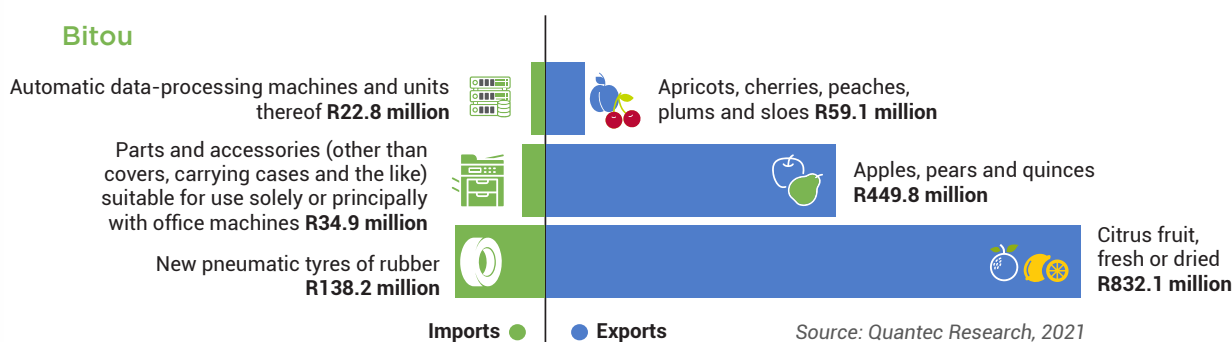 Bitou
Automatic data-processing machines and units
thereof R22.8 million
Apricots, cherries, peaches,
plums and sloes R59.1 million
Parts and accessories (other than
covers, carrying cases and the like)
suitable for use solely or principally
with office machines R34.9 million
Apples, pears and quinces
R449.8 million
New pneumatic tyres of rubber
R138.2 million
Citrus fruit,
fresh or dried
R832.1 million
Imports
Exports
Source: Quantec Research, 2021